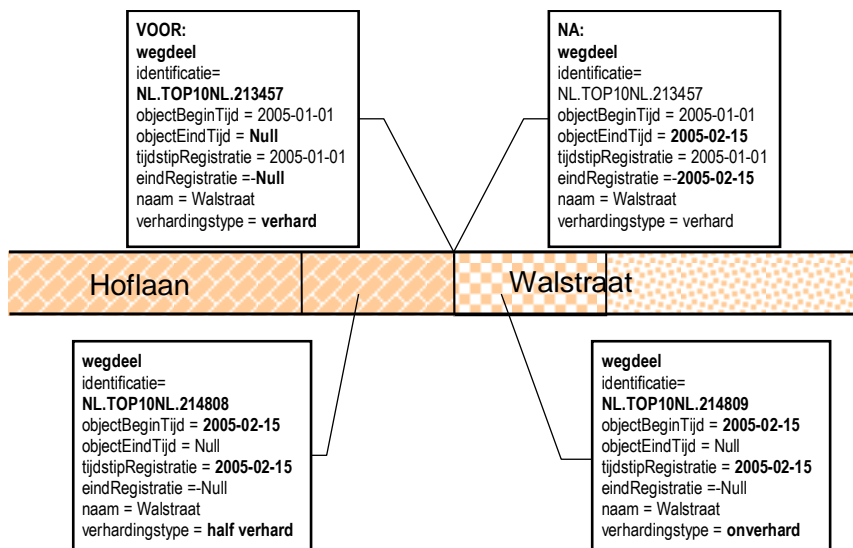 VOOR:
wegdeel
identificatie=
NL.TOP10NL.213457
objectBeginTijd = 2005-01-01
objectEindTijd = Null
tijdstipRegistratie = 2005-01-01
eindRegistratie =-Null
naam = Walstraat
verhardingstype = verhard
NA:
wegdeel
identificatie=
NL.TOP10NL.213457
objectBeginTijd = 2005-01-01
objectEindTijd = 2005-02-15
tijdstipRegistratie = 2005-01-01
eindRegistratie =-2005-02-15
naam = Walstraat
verhardingstype = verhard
Hoflaan
Walstraat
wegdeel
identificatie=
NL.TOP10NL.214808
objectBeginTijd = 2005-02-15
objectEindTijd = Null
tijdstipRegistratie = 2005-02-15
eindRegistratie =-Null
naam = Walstraat
verhardingstype = half verhard
wegdeel
identificatie=
NL.TOP10NL.214809
objectBeginTijd = 2005-02-15
objectEindTijd = Null
tijdstipRegistratie = 2005-02-15
eindRegistratie =-Null
naam = Walstraat
verhardingstype = onverhard